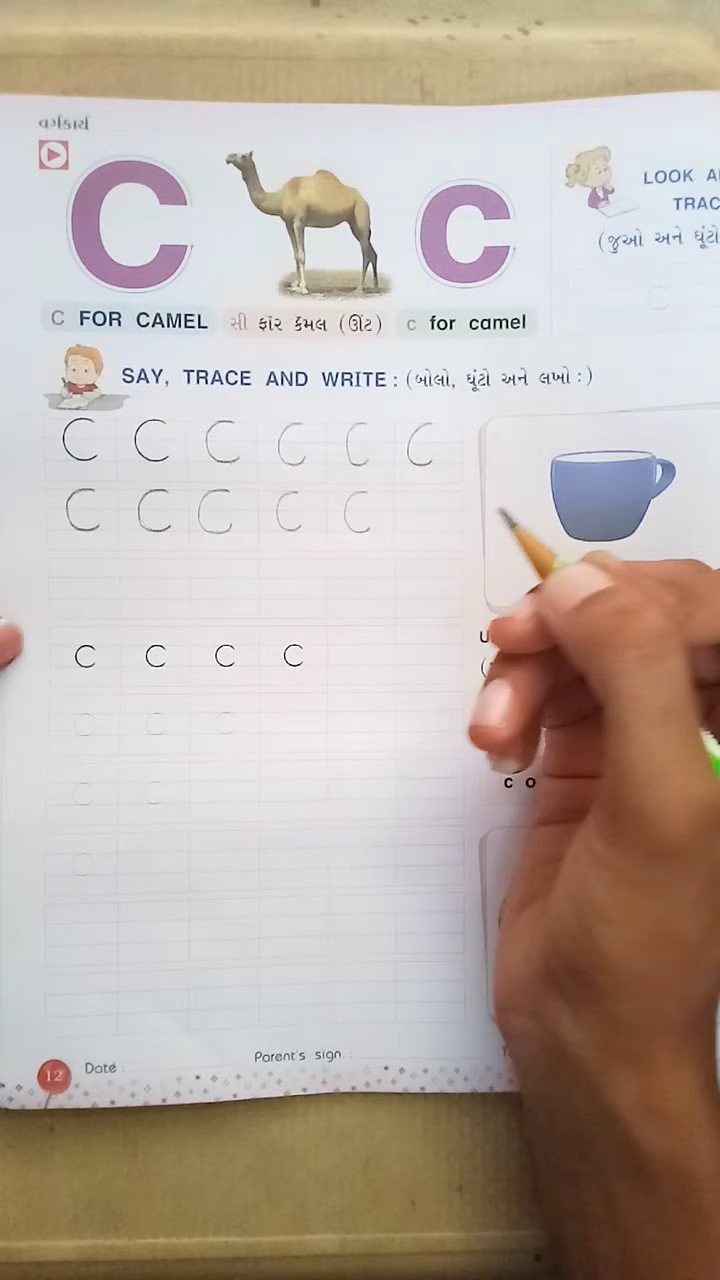 વર્ગકાર્ય
C c
C FOR CAMEL સી ફૉર કૅમલ (ઊંટ) c for camel
SAY, TRACE AND WRITE : (બોલો, ઘૂંટો અને લખો :)
C C C C C C
C C C C C
c c c c
c c c
c c
c
12 Date : Parent's sign. :
LOOK
TRAC
(જુઓ અને ઘૂંટો
c
c o